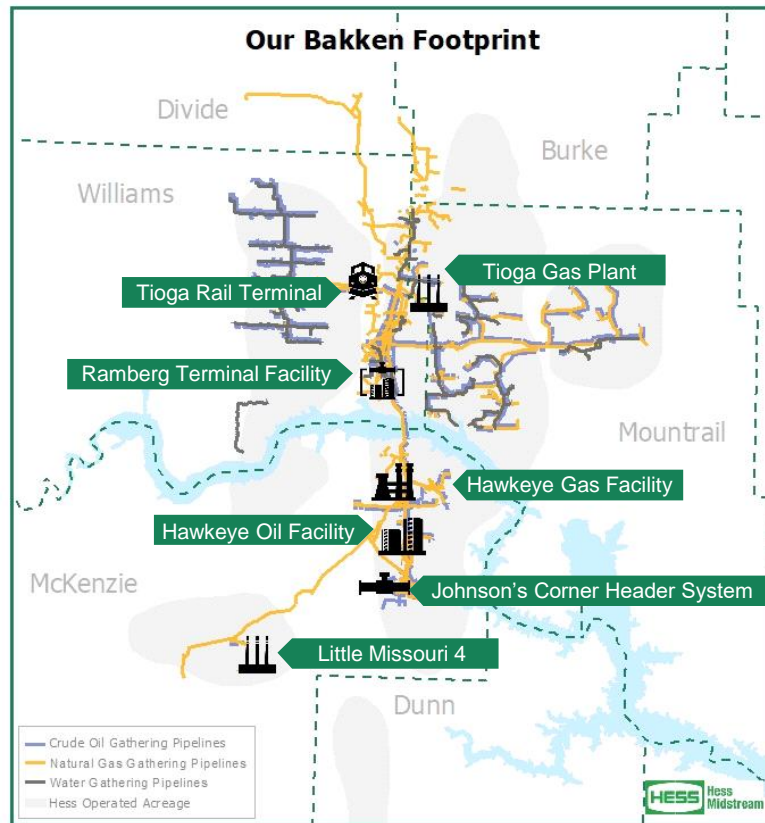 Our Bakken Footprint
Divide
Burke
Williams
Tioga Gas Plant
Tioga Rail Terminal
Ramberg Terminal Facility
Mountrail
Hawkeye Gas Facility
Hawkeye Oil Facility
McKenzie
Johnson’s Corner Header System
Little Missouri 4
Dunn
Crude Oil Gathering Pipelines
Natural Gas Gathering Pipelines
Water Gathering Pipelines
Hess Operated Acreage
HESS Hess
Midstream